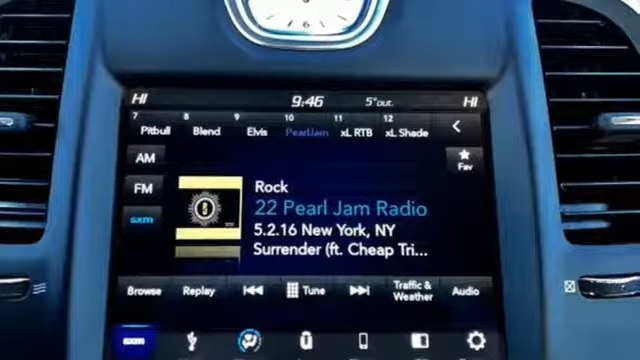 HI 9:46 5°out. HI
7 8 9 10 11 12
Pitbull Blend Elvis PearlJam xL RTB xL Shade
AM
Fav
FM
sxm
Rock
22 Pearl Jam Radio
5.2.16 New York, NY
Surrender (ft. Cheap Tri...
Browse Replay Tune Traffic & Weather Audio
sxm